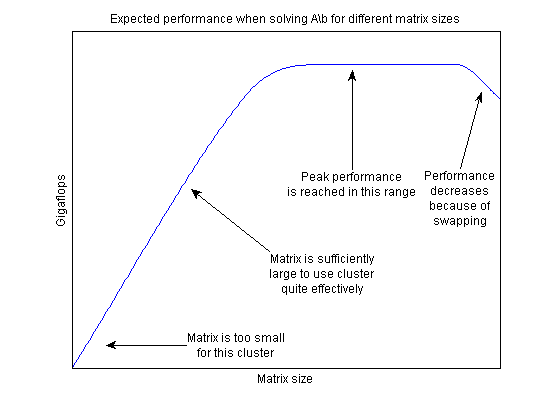 Expected performance when solving A\b for different matrix sizes
Gigaflops
Peak performance
is reached in this range
Performance
decreases
because of
swapping
Matrix is sufficiently
large to use cluster
quite effectively
Matrix is too small
for this cluster
Matrix size